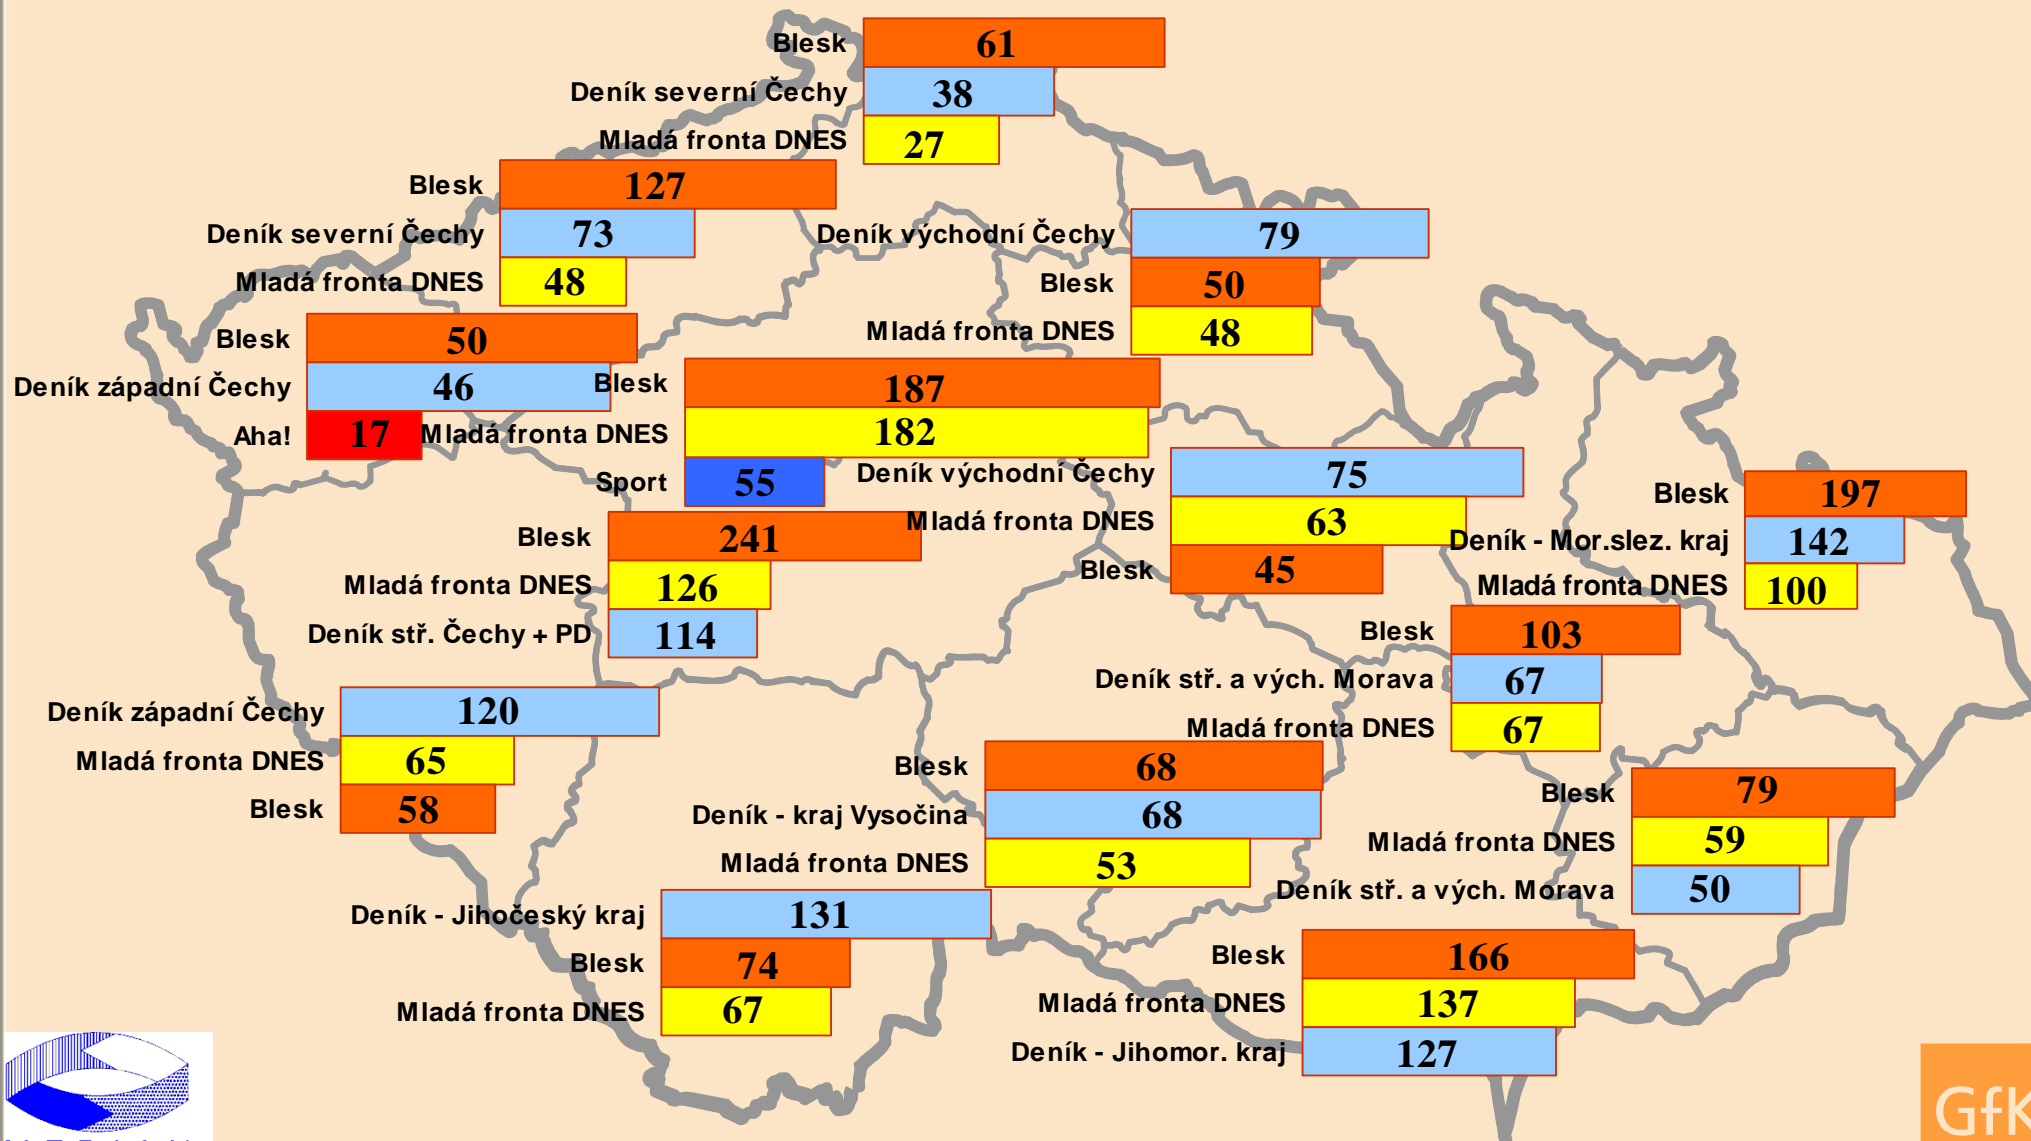 Blesk 61
Deník severní Čechy 38
Mladá fronta DNES 27
Blesk 127
Deník severní Čechy 73
Mladá fronta DNES 48
Deník východní Čechy 79
Blesk 50
Mladá fronta DNES 48
Blesk 50
Deník západní Čechy 46
Aha! 17
Blesk 187
Mladá fronta DNES 182
Sport 55
Deník východní Čechy 75
Mladá fronta DNES 63
Blesk 45
Blesk 197
Deník - Mor.slez. kraj 142
Mladá fronta DNES 100
Blesk 241
Mladá fronta DNES 126
Deník stř. Čechy + PD 114
Blesk 103
Deník stř. a vých. Morava 67
Mladá fronta DNES 67
Deník západní Čechy 120
Mladá fronta DNES 65
Blesk 58
Blesk 68
Deník - kraj Vysočina 68
Mladá fronta DNES 53
Blesk 79
Mladá fronta DNES 59
Deník stř. a vých. Morava 50
Deník - Jihočeský kraj 131
Blesk 74
Mladá fronta DNES 67
Blesk 166
Mladá fronta DNES 137
Deník - Jihomor. kraj 127
GfK